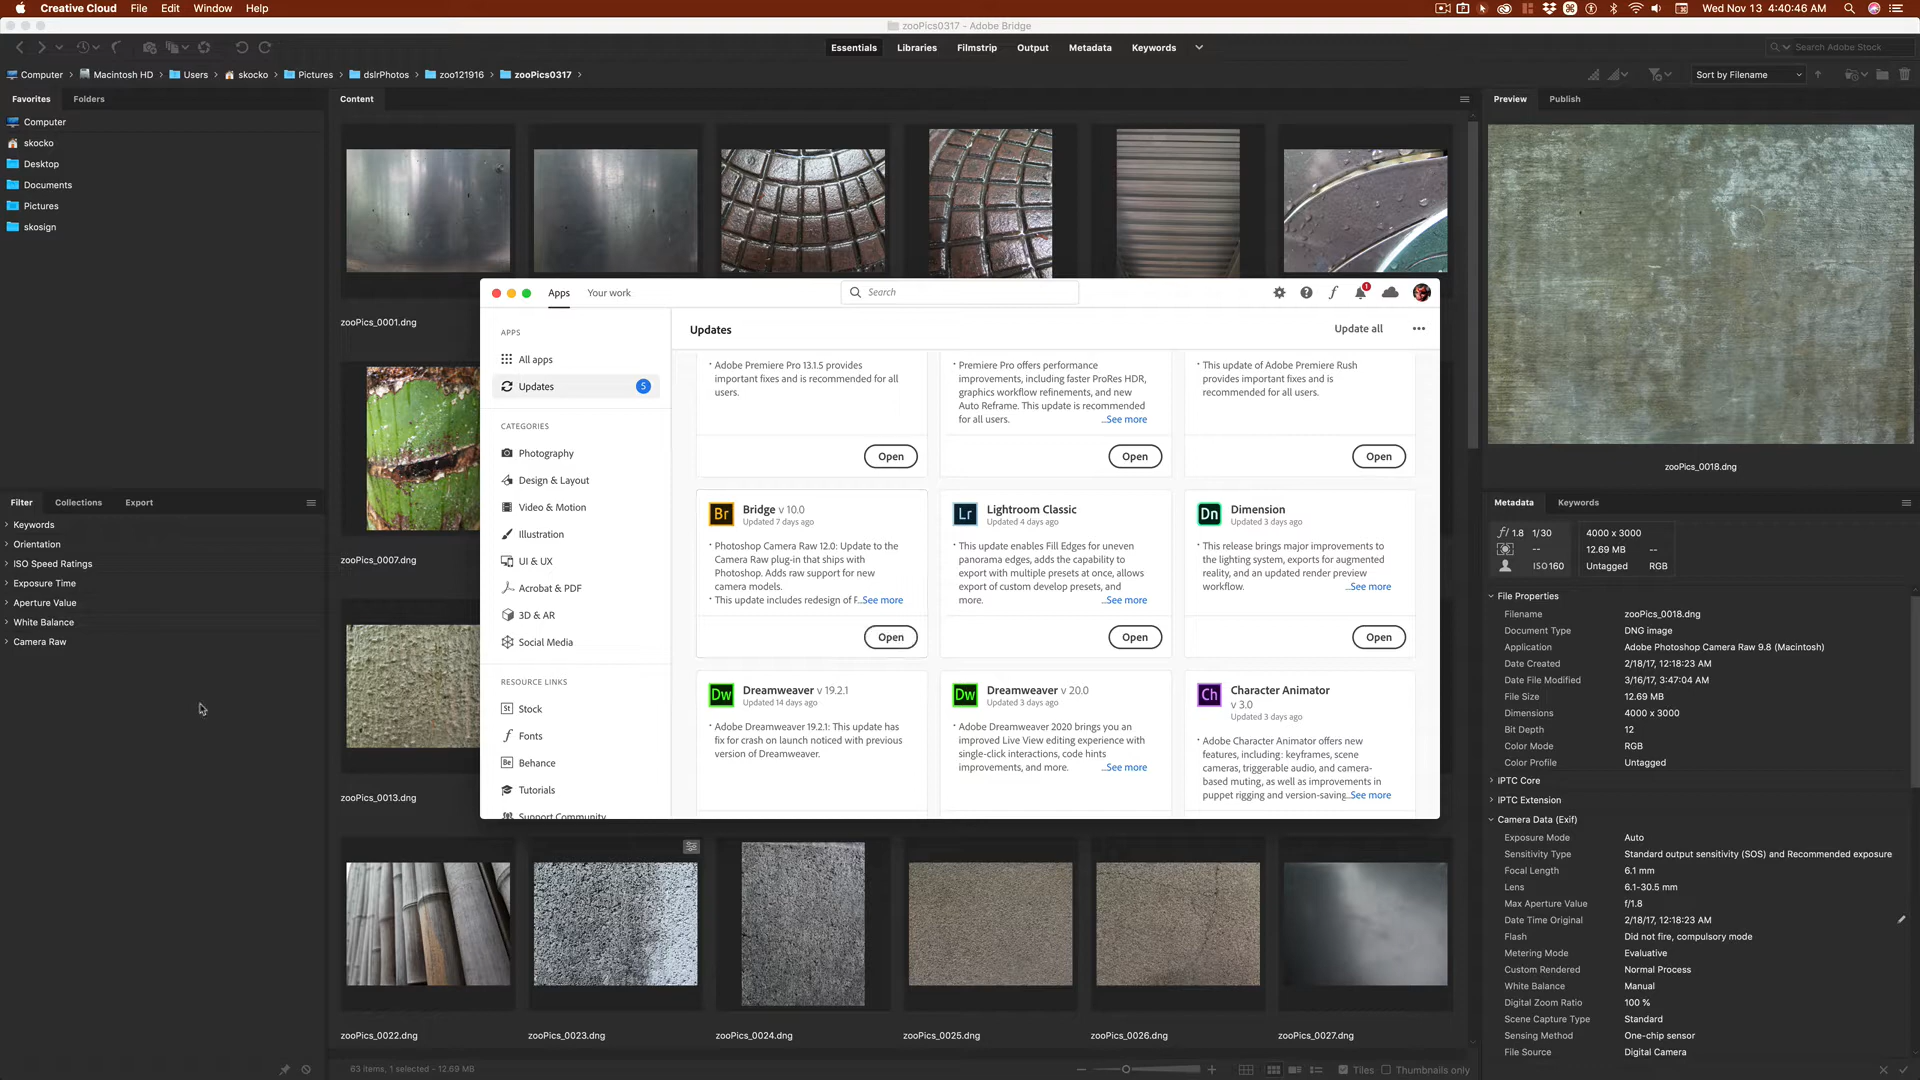 Creative Cloud File Edit Window Help
Wed Nov 13 4:40:46 AM
zooPics0317 – Adobe Bridge
Essentials Libraries Filmstrip Output Metadata Keywords
Search Adobe Stock
Computer Macintosh HD Users skocko Pictures dslrPhotos zoo121916 zooPics0317
Sort by Filename
Favorites Folders
Computer
skocko
Desktop
Documents
Pictures
skosign
Content
zooPics_0001.dng
zooPics_0007.dng
zooPics_0013.dng
zooPics_0022.dng
zooPics_0023.dng
zooPics_0024.dng
zooPics_0025.dng
zooPics_0026.dng
zooPics_0027.dng
Filter Collections Export
Keywords
Orientation
ISO Speed Ratings
Exposure Time
Aperture Value
White Balance
Camera Raw
63 items, 1 selected - 12.69 MB
Tiles Thumbnails only
Apps Your work
Search
1
APPS
All apps
Updates 5
CATEGORIES
Photography
Design & Layout
Video & Motion
Illustration
UI & UX
Acrobat & PDF
3D & AR
Social Media
RESOURCE LINKS
St Stock
Fonts
Be Behance
Tutorials
Support Community
Updates
Update all
• Adobe Premiere Pro 13.1.5 provides
important fixes and is recommended for all
users.
Open
• Premiere Pro offers performance
improvements, including faster ProRes HDR,
graphics workflow refinements, and new
Auto Reframe. This update is recommended
for all users. ...See more
Open
• This update of Adobe Premiere Rush
provides important fixes and is
recommended for all users.
Open
Br Bridge v 10.0
Updated 7 days ago
• Photoshop Camera Raw 12.0: Update to the
Camera Raw plug-in that ships with
Photoshop. Adds raw support for new
camera models.
• This update includes redesign of F...See more
Open
Lr Lightroom Classic
Updated 4 days ago
• This update enables Fill Edges for uneven
panorama edges, adds the capability to
export with multiple presets at once, allows
export of custom develop presets, and
more. ...See more
Open
Dn Dimension
Updated 3 days ago
• This release brings major improvements to
the lighting system, exports for augmented
reality, and an updated render preview
workflow. ...See more
Open
Dw Dreamweaver v 19.2.1
Updated 14 days ago
• Adobe Dreamweaver 19.2.1: This update has
fix for crash on launch noticed with previous
version of Dreamweaver.
Dw Dreamweaver v 20.0
Updated 3 days ago
• Adobe Dreamweaver 2020 brings you an
improved Live View editing experience with
single-click interactions, code hints
improvements, and more. ...See more
Ch Character Animator
v 3.0
Updated 3 days ago
• Adobe Character Animator offers new
features, including: keyframes, scene
cameras, triggerable audio, and camera-
based muting, as well as improvements in
puppet rigging and version-saving...See more
Preview Publish
zooPics_0018.dng
Metadata Keywords
f/ 1.8 1/30
-- 
ISO160
4000 x 3000
12.69 MB --
Untagged RGB
File Properties
Filename zooPics_0018.dng
Document Type DNG image
Application Adobe Photoshop Camera Raw 9.8 (Macintosh)
Date Created 2/18/17, 12:18:23 AM
Date File Modified 3/16/17, 3:47:04 AM
File Size 12.69 MB
Dimensions 4000 x 3000
Bit Depth 12
Color Mode RGB
Color Profile Untagged
IPTC Core
IPTC Extension
Camera Data (Exif)
Exposure Mode Auto
Sensitivity Type Standard output sensitivity (SOS) and Recommended exposure
Focal Length 6.1 mm
Lens 6.1-30.5 mm
Max Aperture Value f/1.8
Date Time Original 2/18/17, 12:18:23 AM
Flash Did not fire, compulsory mode
Metering Mode Evaluative
Custom Rendered Normal Process
White Balance Manual
Digital Zoom Ratio 100 %
Scene Capture Type Standard
Sensing Method One-chip sensor
File Source Digital Camera